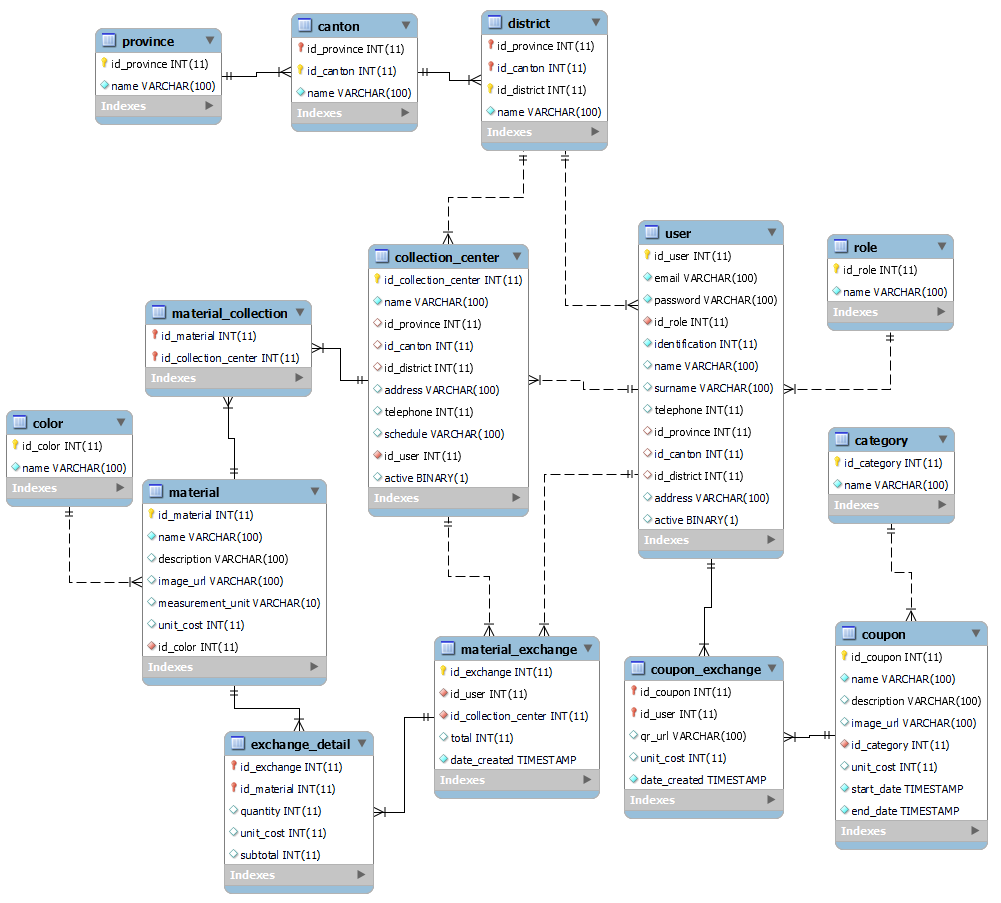 province
id_province INT(11)
name VARCHAR(100)
Indexes
canton
id_province INT(11)
id_canton INT(11)
name VARCHAR(100)
Indexes
district
id_province INT(11)
id_canton INT(11)
id_district INT(11)
name VARCHAR(100)
Indexes
collection_center
id_collection_center INT(11)
name VARCHAR(100)
id_province INT(11)
id_canton INT(11)
id_district INT(11)
address VARCHAR(100)
telephone INT(11)
schedule VARCHAR(100)
id_user INT(11)
active BINARY(1)
Indexes
user
id_user INT(11)
email VARCHAR(100)
password VARCHAR(100)
id_role INT(11)
identification INT(11)
name VARCHAR(100)
surname VARCHAR(100)
telephone INT(11)
id_province INT(11)
id_canton INT(11)
id_district INT(11)
address VARCHAR(100)
active BINARY(1)
Indexes
role
id_role INT(11)
name VARCHAR(100)
Indexes
material_collection
id_material INT(11)
id_collection_center INT(11)
Indexes
color
id_color INT(11)
name VARCHAR(100)
Indexes
material
id_material INT(11)
name VARCHAR(100)
description VARCHAR(100)
image_url VARCHAR(100)
measurement_unit VARCHAR(10)
unit_cost INT(11)
id_color INT(11)
Indexes
category
id_category INT(11)
name VARCHAR(100)
Indexes
material_exchange
id_exchange INT(11)
id_user INT(11)
id_collection_center INT(11)
total INT(11)
date_created TIMESTAMP
Indexes
coupon_exchange
id_coupon INT(11)
id_user INT(11)
qr_url VARCHAR(100)
unit_cost INT(11)
date_created TIMESTAMP
Indexes
coupon
id_coupon INT(11)
name VARCHAR(100)
description VARCHAR(100)
image_url VARCHAR(100)
id_category INT(11)
unit_cost INT(11)
start_date TIMESTAMP
end_date TIMESTAMP
Indexes
exchange_detail
id_exchange INT(11)
id_material INT(11)
quantity INT(11)
unit_cost INT(11)
subtotal INT(11)
Indexes